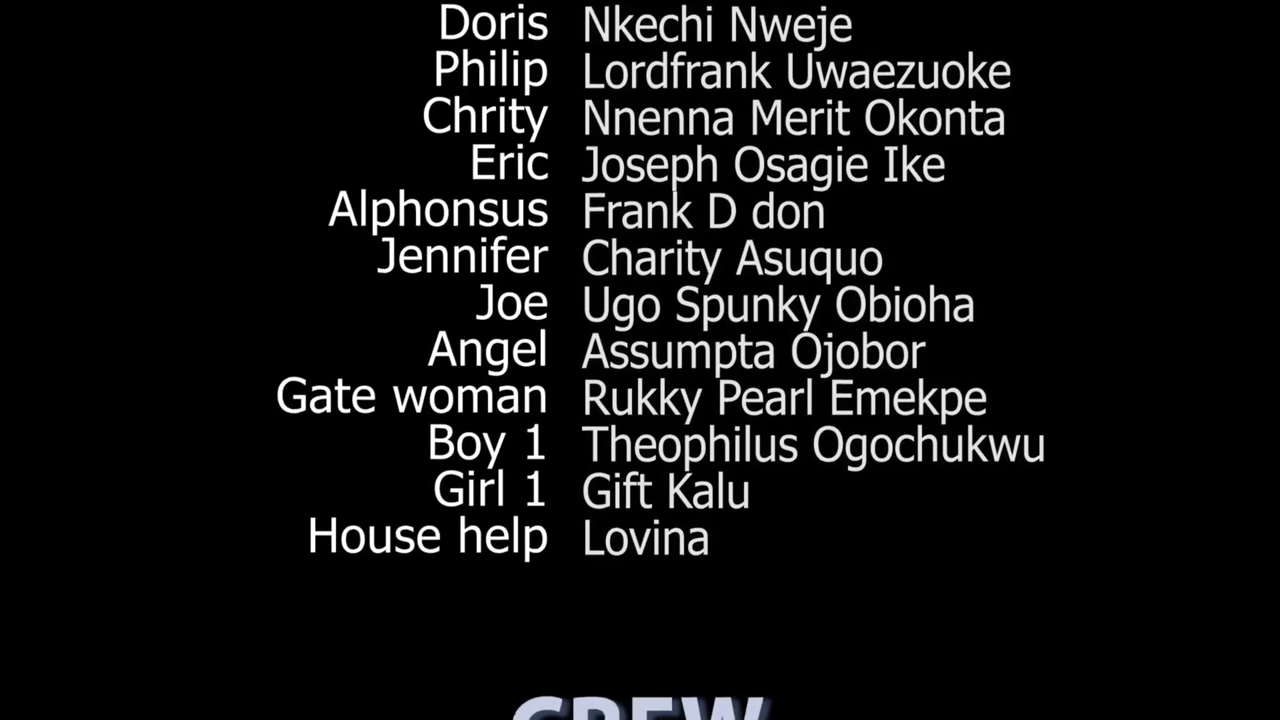 Doris Nkechi Nweje
Philip Lordfrank Uwaezuoke
Chrity Nnenna Merit Okonta
Eric Joseph Osagie Ike
Alphonsus Frank D don
Jennifer Charity Asuquo
Joe Ugo Spunky Obioha
Angel Assumpta Ojobor
Gate woman Rukky Pearl Emekpe
Boy 1 Theophilus Ogochukwu
Girl 1 Gift Kalu
House help Lovina
CREW